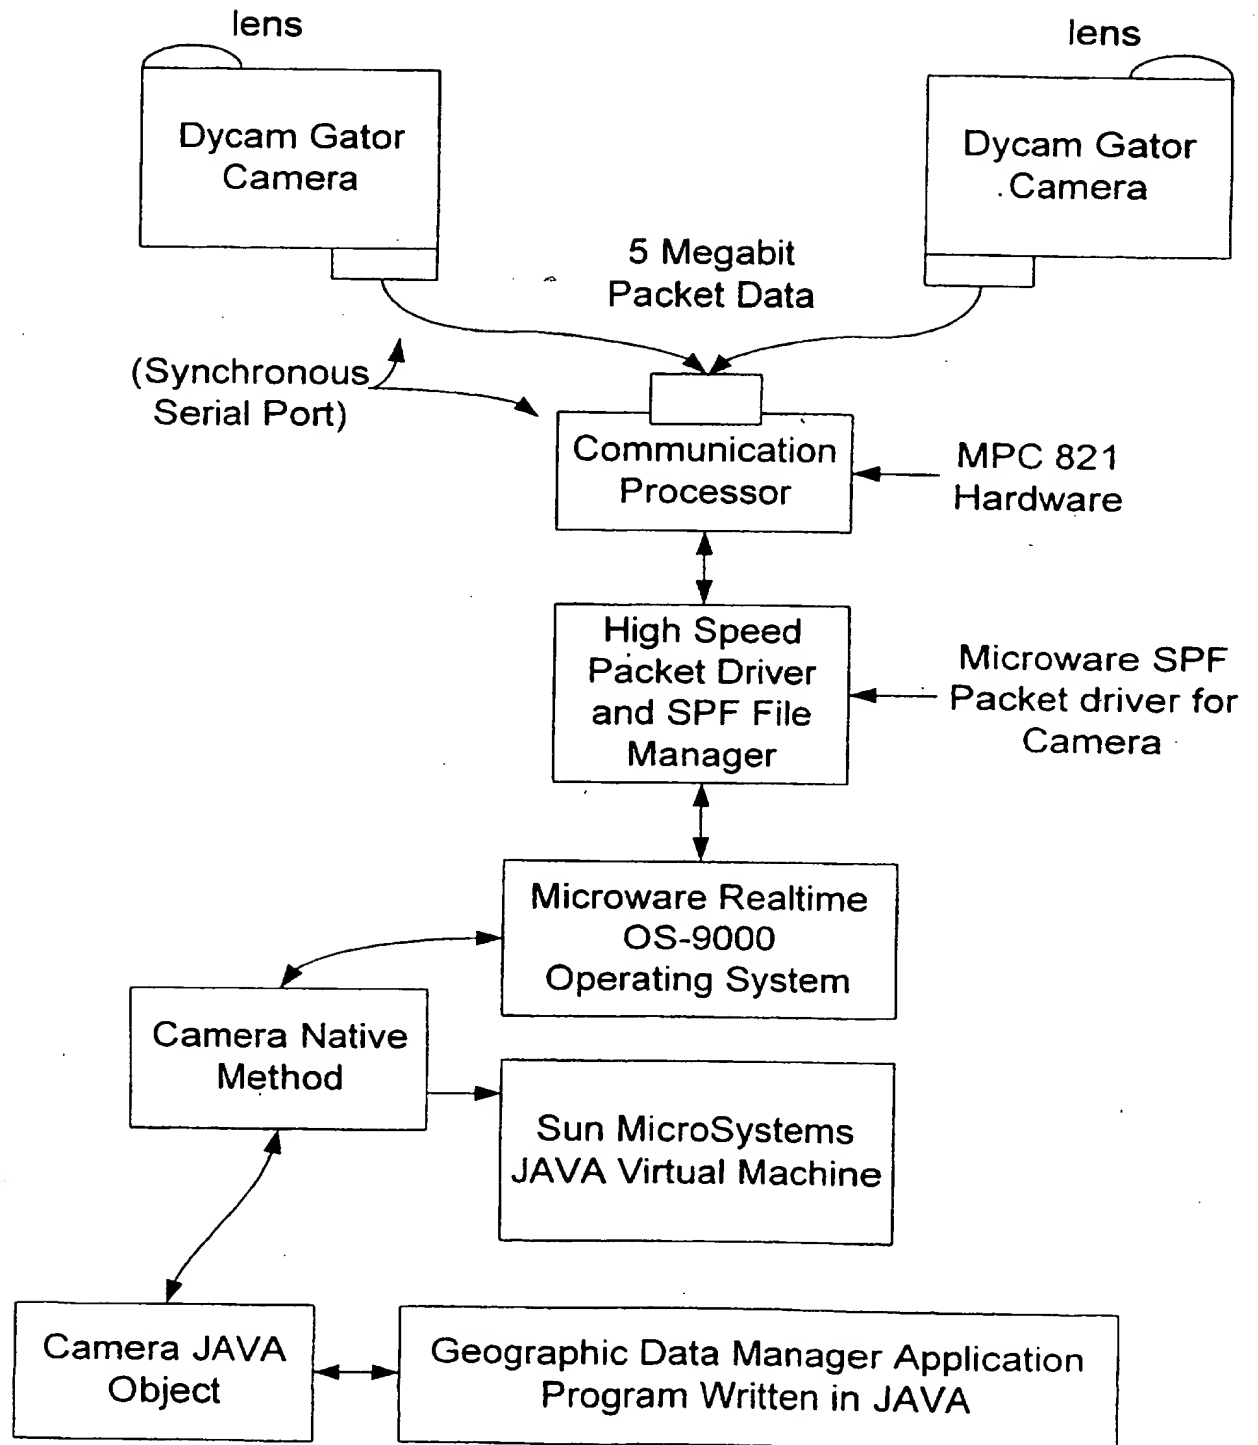 lens
lens
Dycam Gator
Camera
Dycam Gator
Camera
5 Megabit
Packet Data
(Synchronous
Serial Port)
Communication
Processor
MPC 821
Hardware
High Speed
Packet Driver
and SPF File
Manager
Microware SPF
Packet driver for
Camera
Microware Realtime
OS-9000
Operating System
Camera Native
Method
Sun MicroSystems
JAVA Virtual Machine
Camera JAVA
Object
Geographic Data Manager Application
Program Written in JAVA